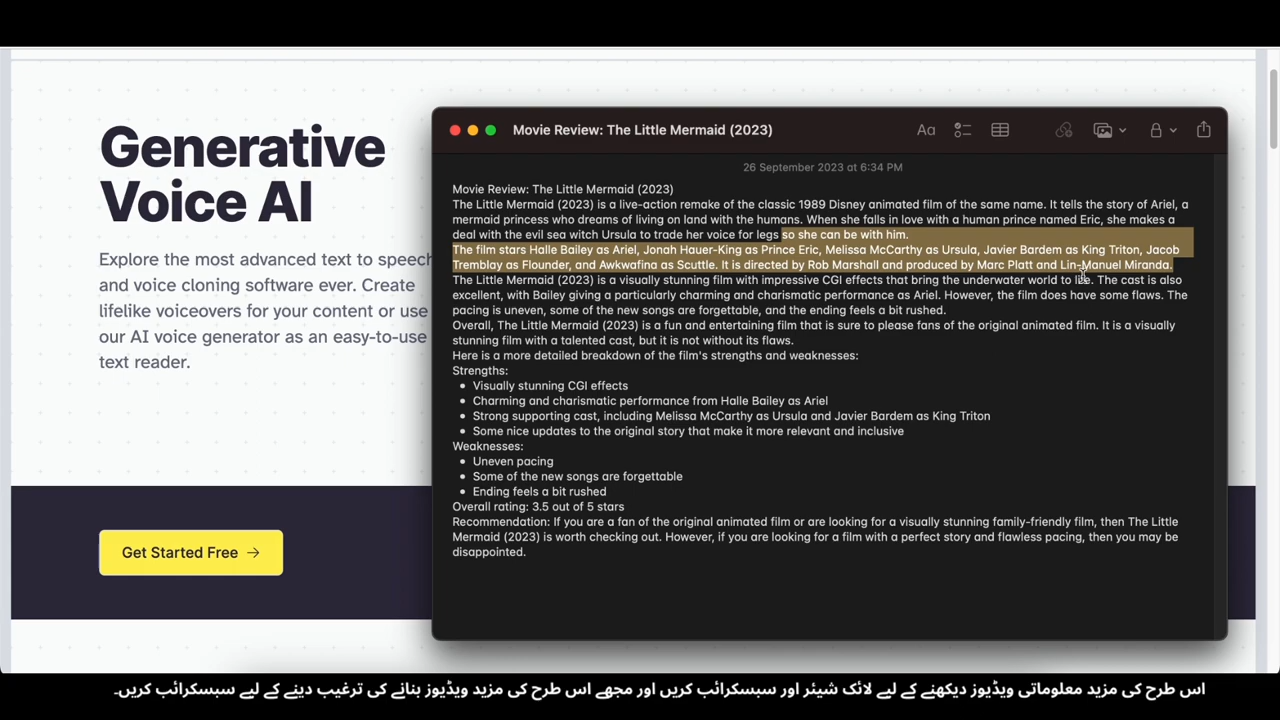 Generative
Voice AI
Explore the most advanced text to speech
and voice cloning software ever. Create
lifelike voiceovers for your content or use
our AI voice generator as an easy-to-use
text reader.
Get Started Free →
Movie Review: The Little Mermaid (2023)
Aa
26 September 2023 at 6:34 PM
Movie Review: The Little Mermaid (2023)
The Little Mermaid (2023) is a live-action remake of the classic 1989 Disney animated film of the same name. It tells the story of Ariel, a
mermaid princess who dreams of living on land with the humans. When she falls in love with a human prince named Eric, she makes a
deal with the evil sea witch Ursula to trade her voice for legs so she can be with him.
The film stars Halle Bailey as Ariel, Jonah Hauer-King as Prince Eric, Melissa McCarthy as Ursula, Javier Bardem as King Triton, Jacob
Tremblay as Flounder, and Awkwafina as Scuttle. It is directed by Rob Marshall and produced by Marc Platt and Lin-Manuel Miranda.
The Little Mermaid (2023) is a visually stunning film with impressive CGI effects that bring the underwater world to life. The cast is also
excellent, with Bailey giving a particularly charming and charismatic performance as Ariel. However, the film does have some flaws. The
pacing is uneven, some of the new songs are forgettable, and the ending feels a bit rushed.
Overall, The Little Mermaid (2023) is a fun and entertaining film that is sure to please fans of the original animated film. It is a visually
stunning film with a talented cast, but it is not without its flaws.
Here is a more detailed breakdown of the film's strengths and weaknesses:
Strengths:
• Visually stunning CGI effects
• Charming and charismatic performance from Halle Bailey as Ariel
• Strong supporting cast, including Melissa McCarthy as Ursula and Javier Bardem as King Triton
• Some nice updates to the original story that make it more relevant and inclusive
Weaknesses:
• Uneven pacing
• Some of the new songs are forgettable
• Ending feels a bit rushed
Overall rating: 3.5 out of 5 stars
Recommendation: If you are a fan of the original animated film or are looking for a visually stunning family-friendly film, then The Little
Mermaid (2023) is worth checking out. However, if you are looking for a film with a perfect story and flawless pacing, then you may be
disappointed.
اس طرح کی مزید معلوماتی ویڈیوز دیکھنے کے لیے لائک شیئر اور سبسکرائب کریں اور مجھے اس طرح کی مزید ویڈیوز بنانے کی ترغیب دینے کے لیے سبسکرائب کریں۔